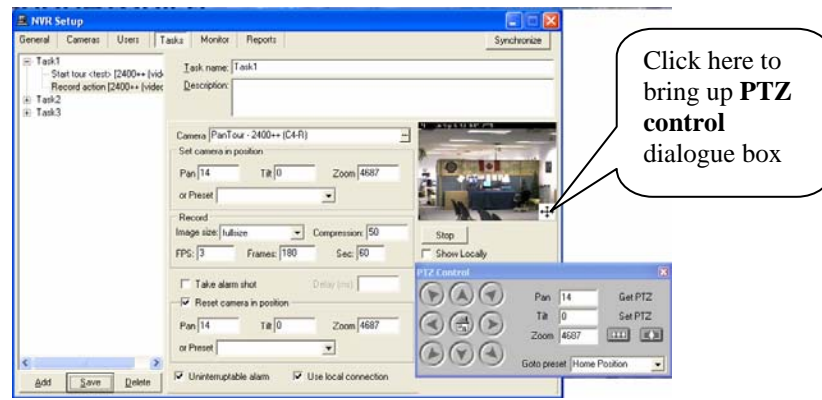 NVR Setup
General Cameras Users Tasks Monitor Reports Synchronize
Task1
Start tour <test> [2400++ (vid
Record action [2400++ (videc
Task2
Task3
Task name: Task1
Description:
Camera PanTour - 2400++ (C4-R)
Set camera in position
Pan 14 Tilt 0 Zoom 4687
or Preset
Record
Image size: fullsize Compression: 50
FPS: 3 Frames: 180 Sec: 60
Take alarm shot Delay (ms)
Reset camera in position
Pan 14 Tilt 0 Zoom 4687
or Preset
Uninterruptable alarm Use local connection
Add Save Delete
Stop
Show Locally
PTZ Control
Pan 14 Get PTZ
Tilt 0 Set PTZ
Zoom 4687
Goto preset Home Position
Click here to
bring up PTZ
control
dialogue box